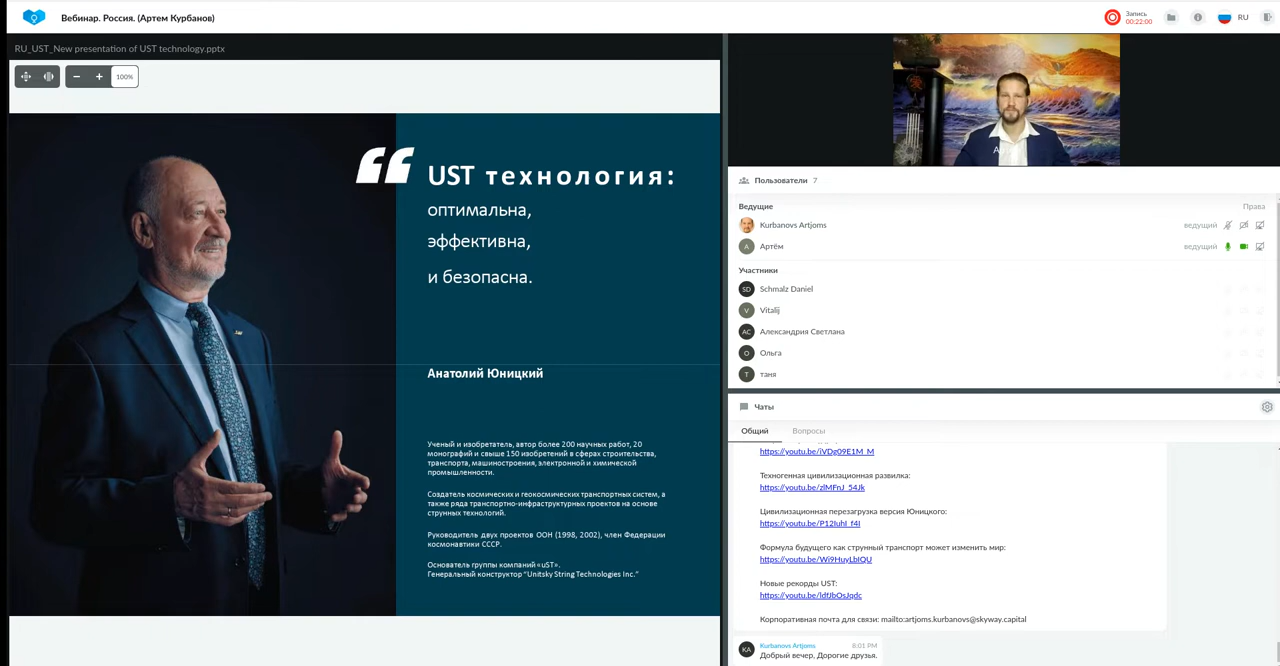 Вебинар. Россия. (Артем Курбанов)
Запись
00:22:00
RU
RU_UST_New presentation of UST technology.pptx
100%
UST технология:
оптимальна,
эффективна,
и безопасна.
Анатолий Юницкий
Ученый и изобретатель, автор более 200 научных работ, 20
монографий и свыше 150 изобретений в сферах строительства,
транспорта, машиностроения, электронной и химической
промышленности.
Создатель космических и геокосмических транспортных систем, а
также ряда транспортно-инфраструктурных проектов на основе
струнных технологий.
Руководитель двух проектов ООН (1998, 2002), член Федерации
космонавтики СССР.
Основатель группы компаний «uST».
Генеральный конструктор "Unitsky String Technologies Inc."
Пользователи 7
Ведущие Права
Kurbanovs Artjoms ведущий
А Артём ведущий
Участники
SD Schmalz Daniel
V Vitalij
АС Александрия Светлана
О Ольга
Т таня
Чаты
Общий Вопросы
https://youtu.be/iVDg09E1M_M
Техногенная цивилизационная развилка:
https://youtu.be/zlMFnJ_54Jk
Цивилизационная перезагрузка версия Юницкого:
https://youtu.be/P12IuhI_f4I
Формула будущего как струнный транспорт может изменить мир:
https://youtu.be/Wi9HuyLbIQU
Новые рекорды UST:
https://youtu.be/ldfJbOsJqdc
Корпоративная почта для связи: mailto:artjoms.kurbanovs@skyway.capital
KA Kurbanovs Artjoms 8:01 PM
Добрый вечер. Дорогие друзья.